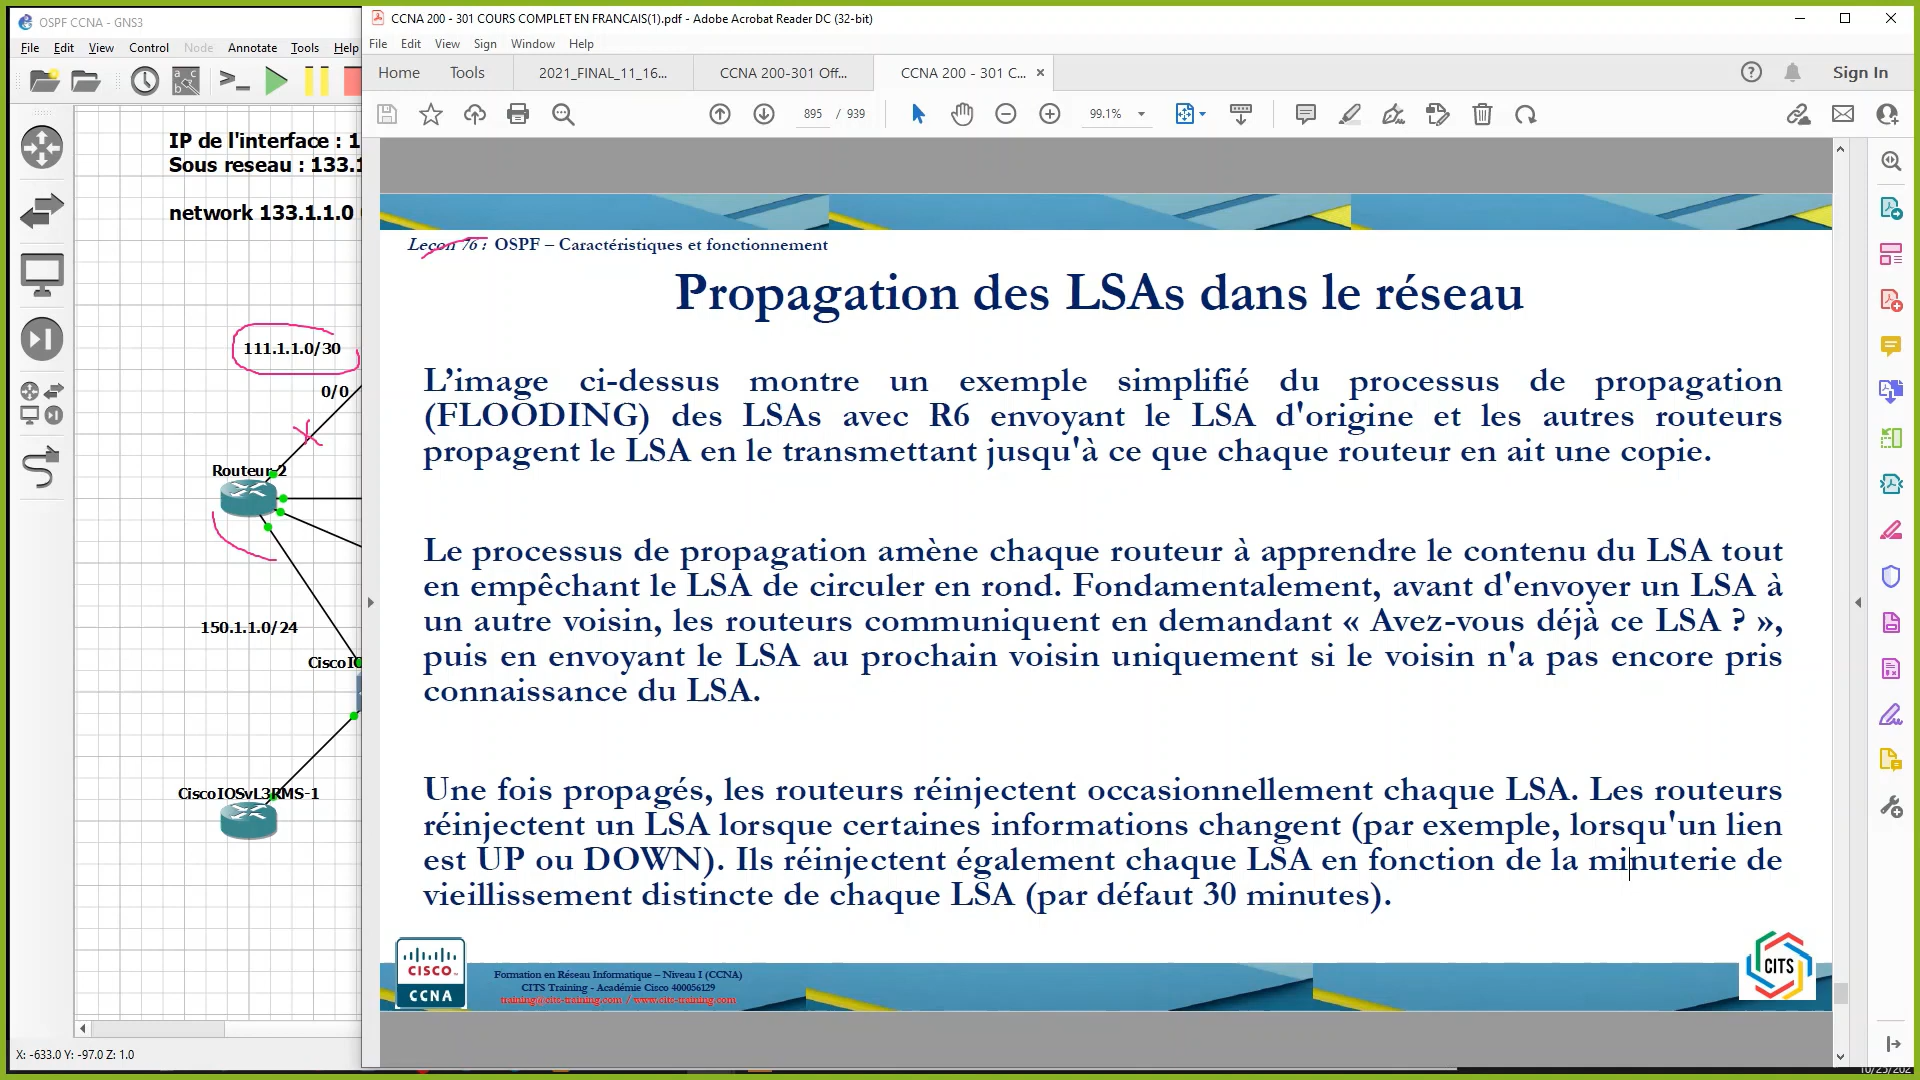 OSPF CCNA - GNS3
File Edit View Control Node Annotate Tools Help
IP de l'interface : 1
Sous reseau : 133.1
network 133.1.1.0
111.1.1.0/30
0/0
Routeur-2
150.1.1.0/24
CiscoIO
CiscoIOSvL3RMS-1
X: -633.0 Y: -97.0 Z: 1.0
CCNA 200 - 301 COURS COMPLET EN FRANCAIS(1).pdf - Adobe Acrobat Reader DC (32-bit)
File Edit View Sign Window Help
Home Tools 2021_FINAL_11_16... CCNA 200-301 Off... CCNA 200 - 301 C... Sign In
895 / 939 99.1%
Leçon 76 : OSPF – Caractéristiques et fonctionnement
Propagation des LSAs dans le réseau
L’image ci-dessus montre un exemple simplifié du processus de propagation
(FLOODING) des LSAs avec R6 envoyant le LSA d'origine et les autres routeurs
propagent le LSA en le transmettant jusqu'à ce que chaque routeur en ait une copie.
Le processus de propagation amène chaque routeur à apprendre le contenu du LSA tout
en empêchant le LSA de circuler en rond. Fondamentalement, avant d'envoyer un LSA à
un autre voisin, les routeurs communiquent en demandant « Avez-vous déjà ce LSA ? »,
puis en envoyant le LSA au prochain voisin uniquement si le voisin n'a pas encore pris
connaissance du LSA.
Une fois propagés, les routeurs réinjectent occasionnellement chaque LSA. Les routeurs
réinjectent un LSA lorsque certaines informations changent (par exemple, lorsqu'un lien
est UP ou DOWN). Ils réinjectent également chaque LSA en fonction de la minuterie de
vieillissement distincte de chaque LSA (par défaut 30 minutes).
CISCO
CCNA
Formation en Réseau Informatique – Niveau I (CCNA)
CITS Training - Académie Cisco 400056129
training@cits-training.com / www.cits-training.com
CITS